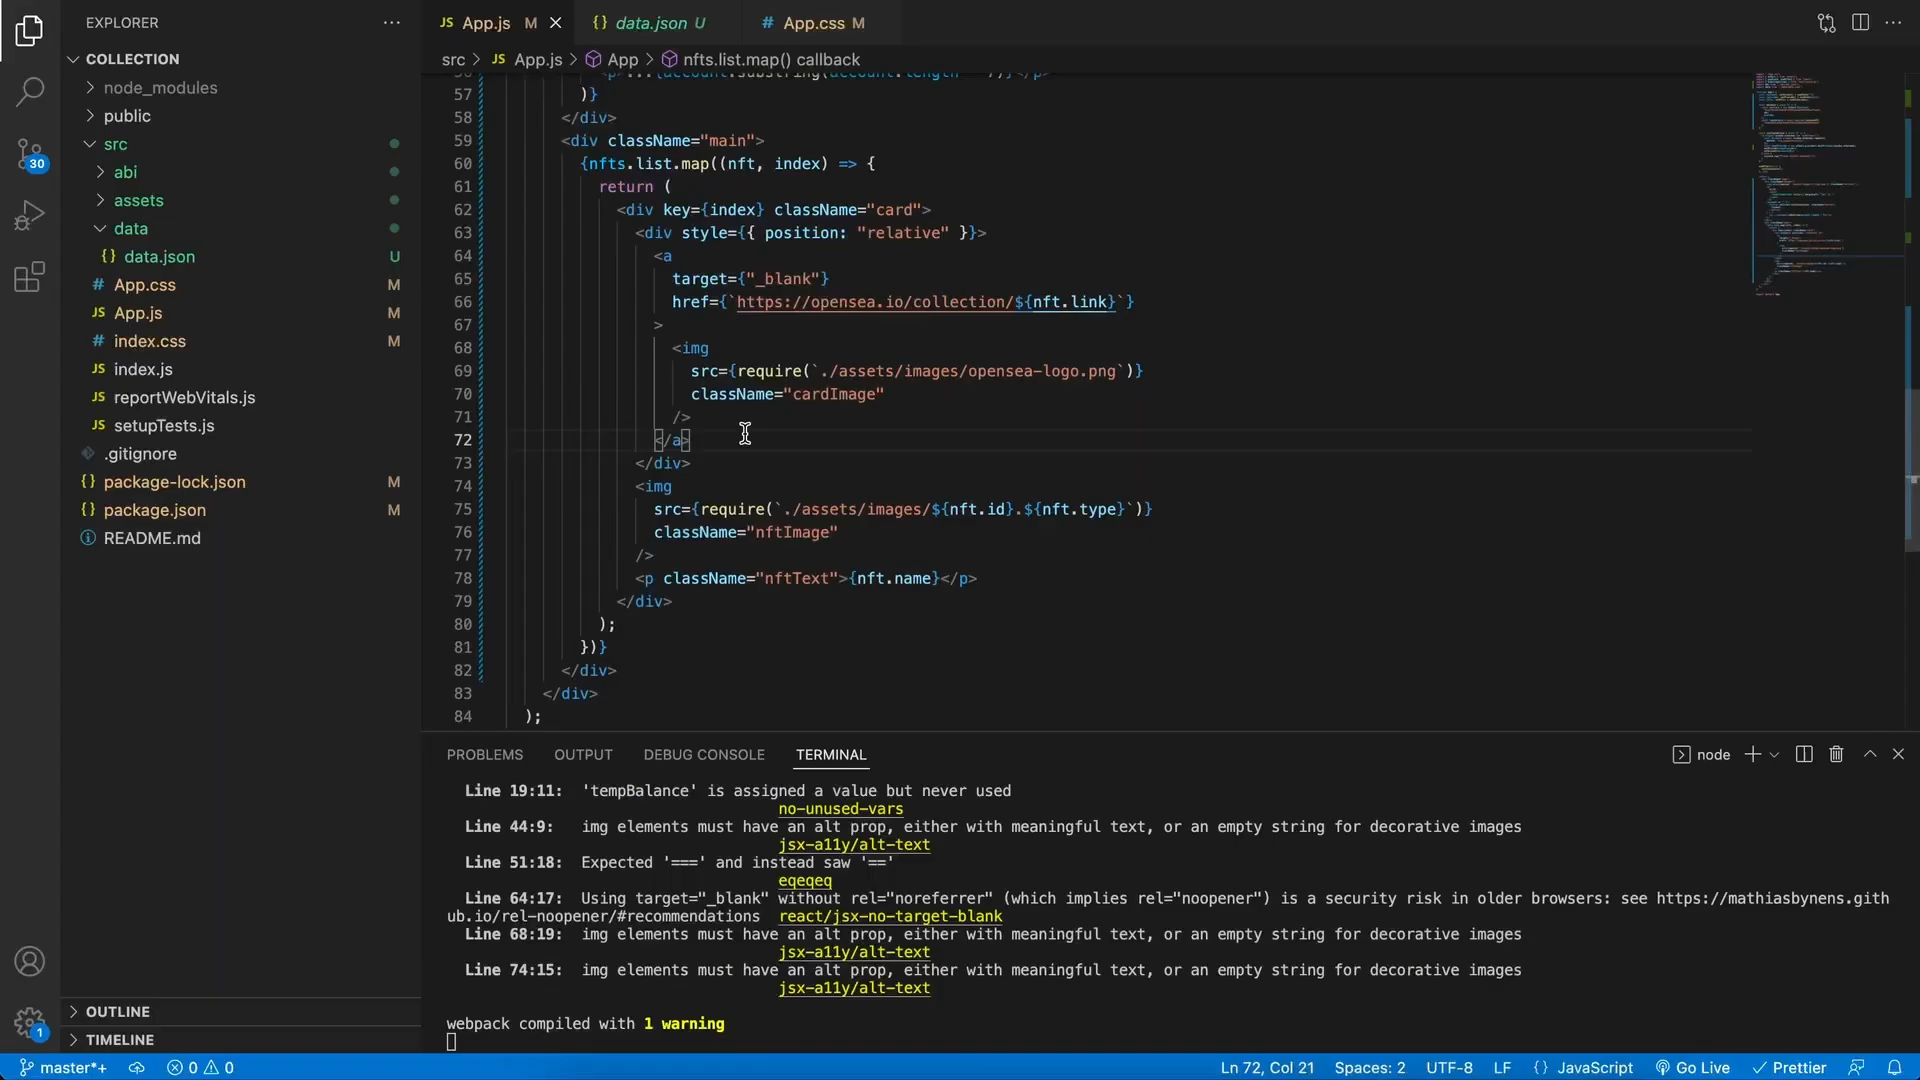 EXPLORER
COLLECTION
node_modules
public
src
abi
assets
data
{} data.json U
# App.css M
JS App.js M
# index.css M
JS index.js
JS reportWebVitals.js
JS setupTests.js
.gitignore
{} package-lock.json M
{} package.json M
README.md
30
1
OUTLINE
TIMELINE
JS App.js M
{} data.json U
# App.css M
src > JS App.js > App > nfts.list.map() callback
57 )}
58 </div>
59 <div className="main">
60 {nfts.list.map((nft, index) => {
61 return (
62 <div key={index} className="card">
63 <div style={{ position: "relative" }}>
64 <a
65 target={"_blank"}
66 href={`https://opensea.io/collection/${nft.link}`}
67 >
68 <img
69 src={require(`./assets/images/opensea-logo.png`)}
70 className="cardImage"
71 />
72 </a>
73 </div>
74 <img
75 src={require(`./assets/images/${nft.id}.${nft.type}`)}
76 className="nftImage"
77 />
78 <p className="nftText">{nft.name}</p>
79 </div>
80 );
81 })}
82 </div>
83 </div>
84 );
PROBLEMS OUTPUT DEBUG CONSOLE TERMINAL
node
Line 19:11: 'tempBalance' is assigned a value but never used
no-unused-vars
Line 44:9: img elements must have an alt prop, either with meaningful text, or an empty string for decorative images
jsx-a11y/alt-text
Line 51:18: Expected '===' and instead saw '=='
eqeqeq
Line 64:17: Using target="_blank" without rel="noreferrer" (which implies rel="noopener") is a security risk in older browsers: see https://mathiasbynens.gith
ub.io/rel-noopener/#recommendations react/jsx-no-target-blank
Line 68:19: img elements must have an alt prop, either with meaningful text, or an empty string for decorative images
jsx-a11y/alt-text
Line 74:15: img elements must have an alt prop, either with meaningful text, or an empty string for decorative images
jsx-a11y/alt-text
webpack compiled with 1 warning
master*+ 0 0 Ln 72, Col 21 Spaces: 2 UTF-8 LF {} JavaScript Go Live Prettier